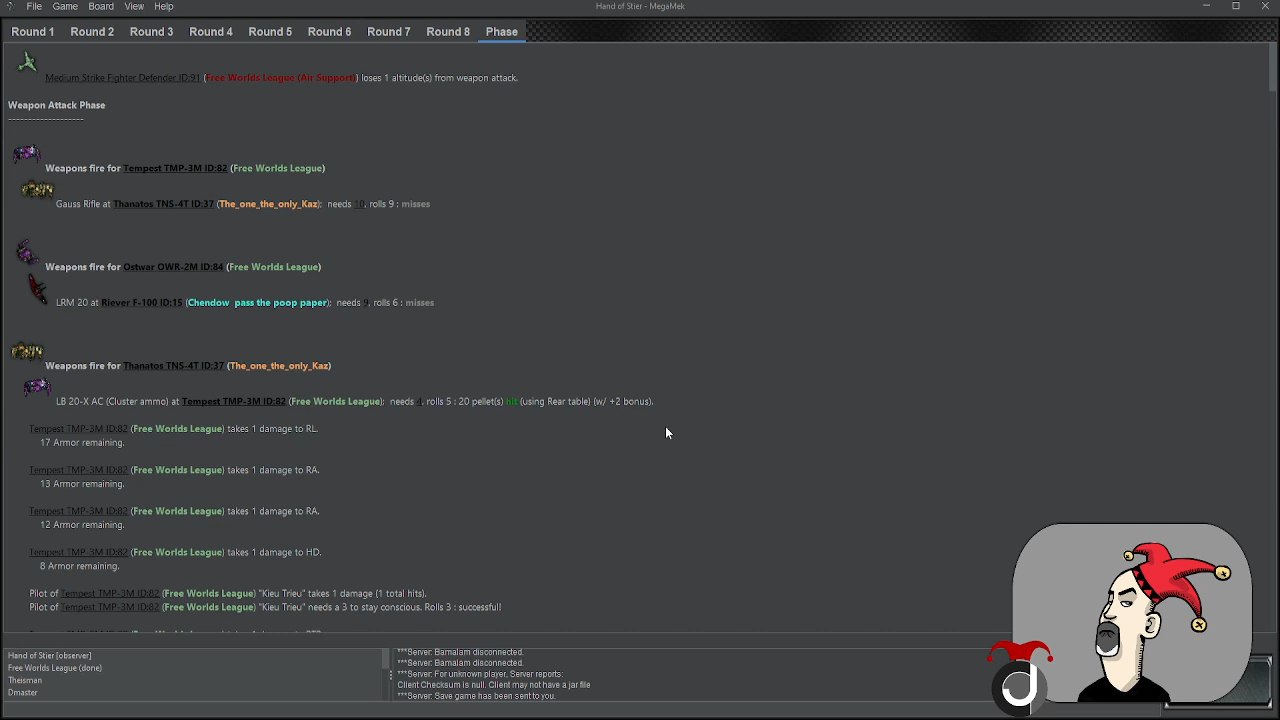 File Game Board View Help Hand of Stier - MegaMek
Round 1 Round 2 Round 3 Round 4 Round 5 Round 6 Round 7 Round 8 Phase
Medium Strike Fighter Defender ID:91 (Free Worlds League (Air Support)) loses 1 altitude(s) from weapon attack.
Weapon Attack Phase
-------------------
Weapons fire for Tempest TMP-3M ID:82 (Free Worlds League)
Gauss Rifle at Thanatos TNS-4T ID:37 (The_one_the_only_Kaz); needs 10, rolls 9 : misses
Weapons fire for Ostwar OWR-2M ID:84 (Free Worlds League)
LRM 20 at Riever F-100 ID:15 (Chendow pass the poop paper); needs 9, rolls 6 : misses
Weapons fire for Thanatos TNS-4T ID:37 (The_one_the_only_Kaz)
LB 20-X AC (Cluster ammo) at Tempest TMP-3M ID:82 (Free Worlds League); needs 4, rolls 5 : 20 pellet(s) hit (using Rear table) (w/ +2 bonus).
Tempest TMP-3M ID:82 (Free Worlds League) takes 1 damage to RL.
17 Armor remaining.
Tempest TMP-3M ID:82 (Free Worlds League) takes 1 damage to RA.
13 Armor remaining.
Tempest TMP-3M ID:82 (Free Worlds League) takes 1 damage to RA.
12 Armor remaining.
Tempest TMP-3M ID:82 (Free Worlds League) takes 1 damage to HD.
8 Armor remaining.
Pilot of Tempest TMP-3M ID:82 (Free Worlds League) "Kieu Trieu" takes 1 damage (1 total hits).
Pilot of Tempest TMP-3M ID:82 (Free Worlds League) "Kieu Trieu" needs a 3 to stay conscious. Rolls 3 : successful!
Hand of Stier [observer]
Free Worlds League (done)
Theisman
Dmaster
***Server: Bamalam disconnected.
***Server: Bamalam disconnected.
***Server: For unknown player, Server reports:
Client Checksum is null. Client may not have a jar file
***Server: Save game has been sent to you.